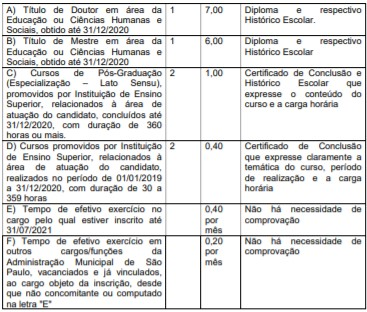 A) Título de Doutor em área da
Educação ou Ciências Humanas e
Sociais, obtido até 31/12/2020
1
7,00
Diploma e respectivo
Histórico Escolar.
B) Título de Mestre em área da
Educação ou Ciências Humanas e
Sociais, obtido até 31/12/2020
1
6,00
Diploma e respectivo
Histórico Escolar
C) Cursos de Pós-Graduação
(Especialização – Lato Sensu),
promovidos por Instituição de Ensino
Superior, relacionados à área de
atuação do candidato, concluídos até
31/12/2020, com duração de 360
horas ou mais.
2
1,00
Certificado de Conclusão e
Histórico Escolar que
expresse o conteúdo do
curso e a carga horária
D) Cursos promovidos por Instituição
de Ensino Superior, relacionados à
área de atuação do candidato,
realizados no período de 01/01/2019
a 31/12/2020, com duração de 30 a
359 horas
2
0,40
Certificado de Conclusão
que expresse claramente a
temática do curso, período
de realização e a carga
horária
E) Tempo de efetivo exercício no
cargo pelo qual estiver inscrito até
31/07/2021
0,40
por
mês
Não há necessidade de
comprovação
F) Tempo de efetivo exercício em
outros cargos/funções da
Administração Municipal de São
Paulo, vacanciados e já vinculados,
ao cargo objeto da inscrição, desde
que não concomitante ou computado
na letra "E"
0,20
por
mês
Não há necessidade de
comprovação